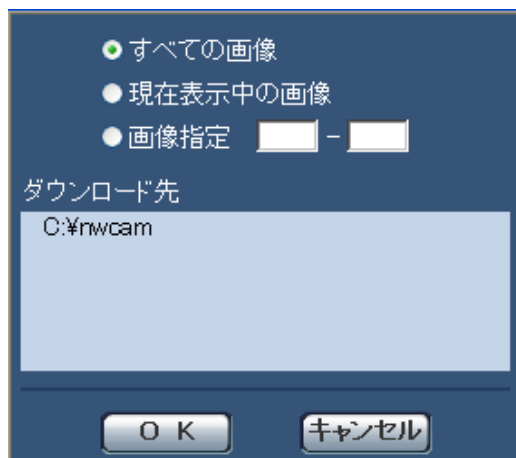 すべての画像
現在表示中の画像
画像指定 -
ダウンロード先
C:¥nwcam
OK キャンセル